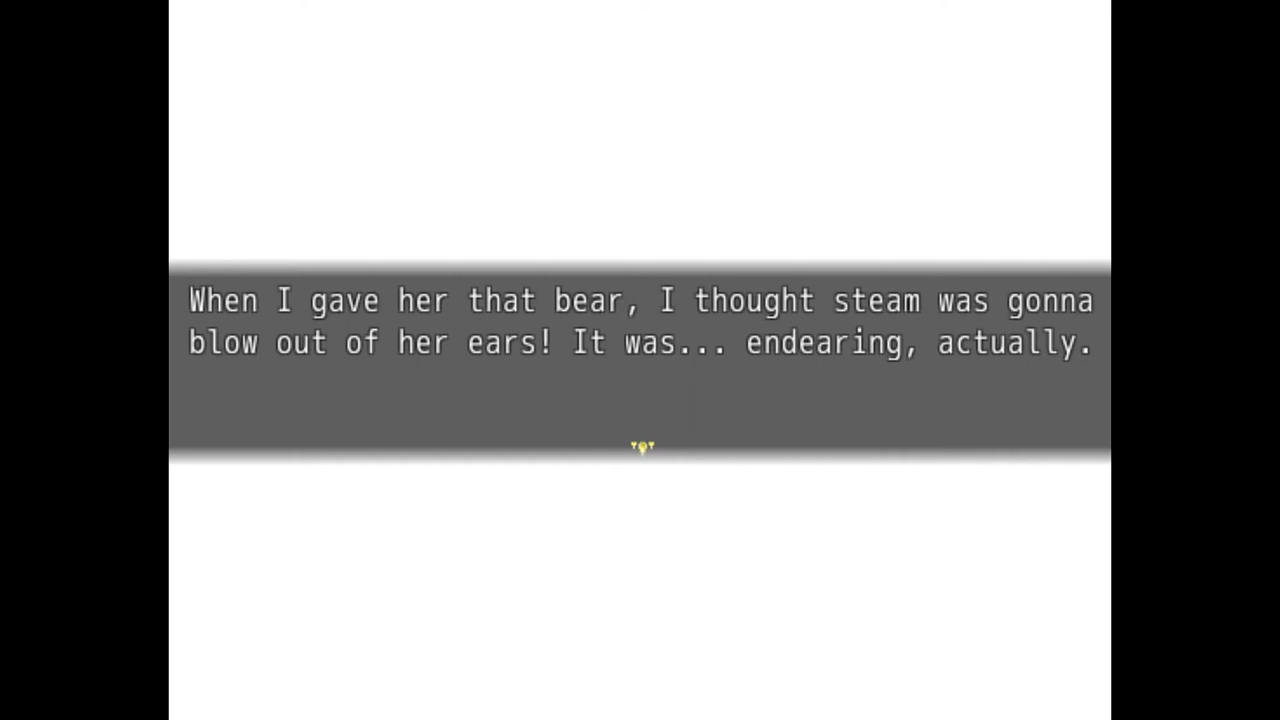 When I gave her that bear, I thought steam was gonna
blow out of her ears! It was... endearing, actually.